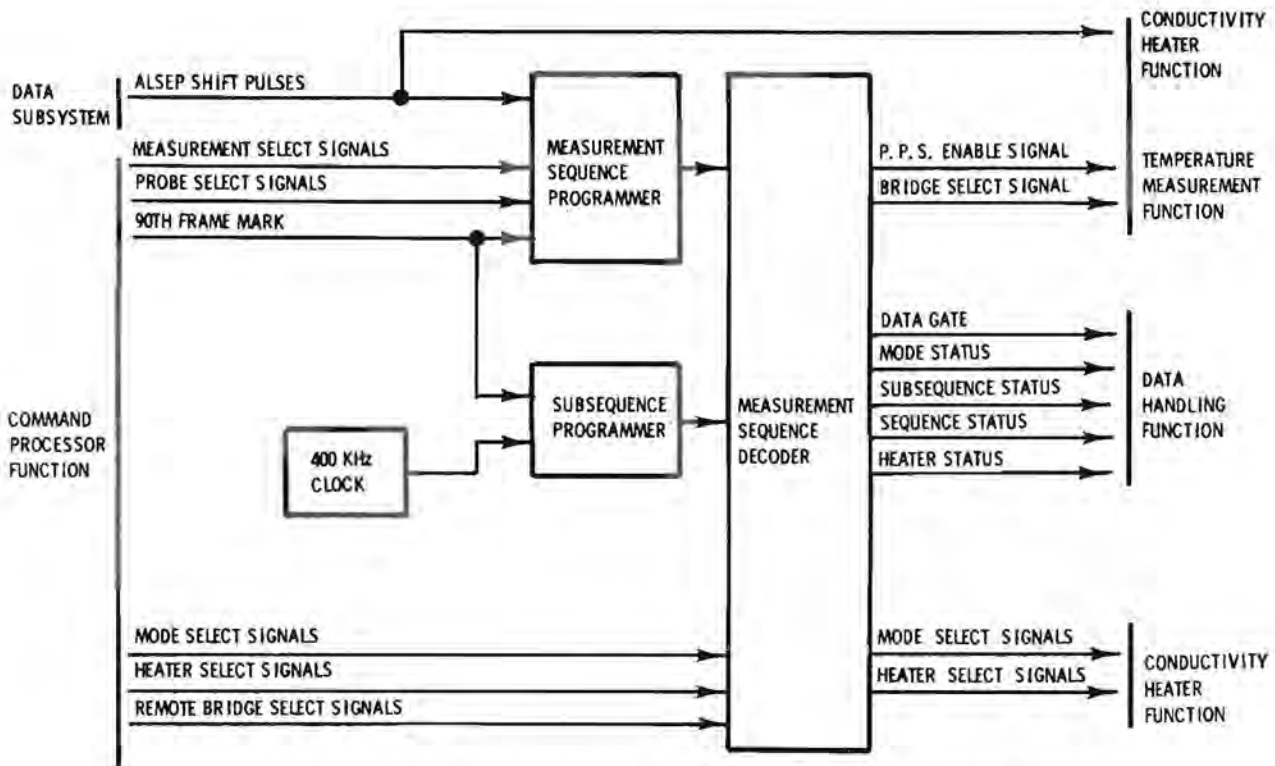 CONDUCTIVITY
HEATER
FUNCTION
DATA
SUBSYSTEM
ALSEP SHIFT PULSES
MEASUREMENT SELECT SIGNALS
PROBE SELECT SIGNALS
90TH FRAME MARK
MEASUREMENT
SEQUENCE
PROGRAMMER
P. P. S. ENABLE SIGNAL
BRIDGE SELECT SIGNAL
TEMPERATURE
MEASUREMENT
FUNCTION
COMMAND
PROCESSOR
FUNCTION
400 KHz
CLOCK
SUBSEQUENCE
PROGRAMMER
MEASUREMENT
SEQUENCE
DECODER
DATA GATE
MODE STATUS
SUBSEQUENCE STATUS
SEQUENCE STATUS
HEATER STATUS
DATA
HANDLING
FUNCTION
MODE SELECT SIGNALS
HEATER SELECT SIGNALS
REMOTE BRIDGE SELECT SIGNALS
MODE SELECT SIGNALS
HEATER SELECT SIGNALS
CONDUCTIVITY
HEATER
FUNCTION